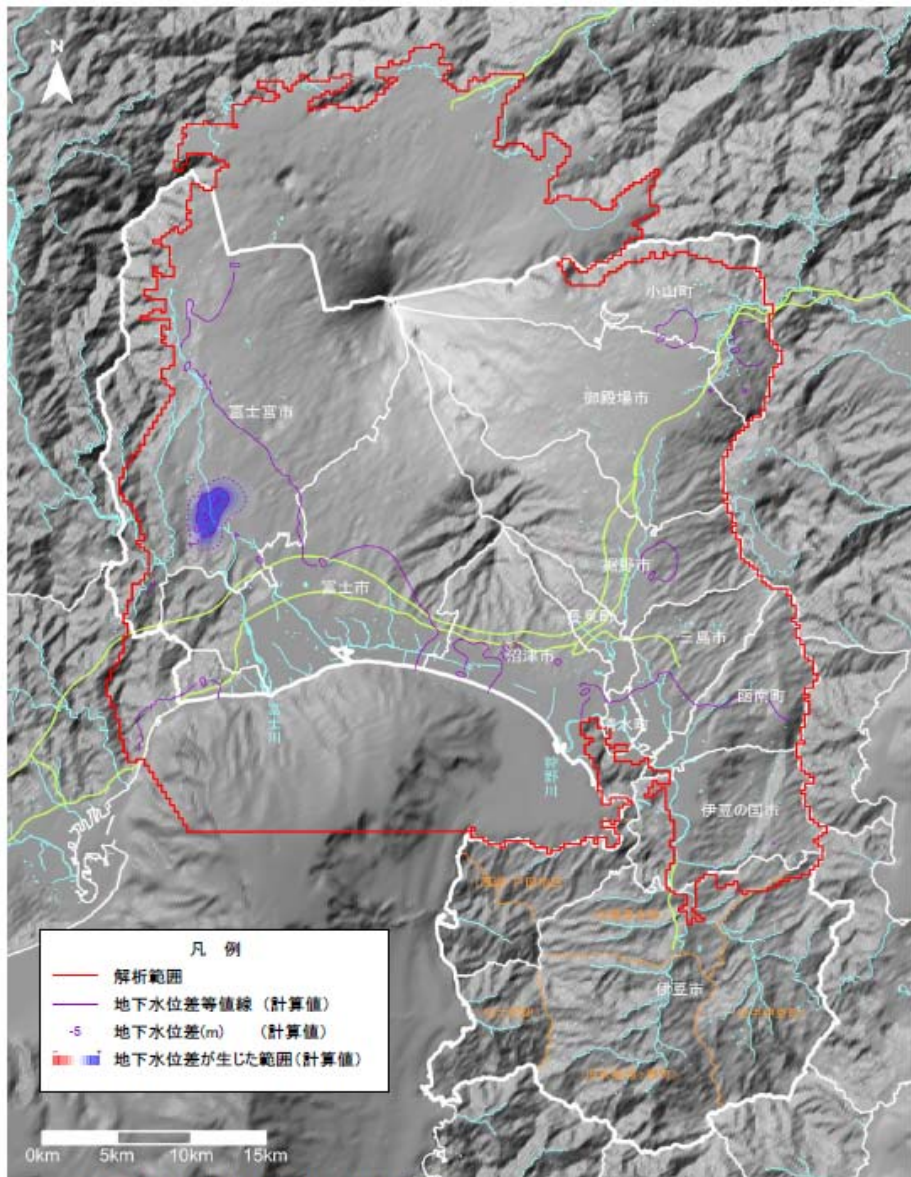 N
小山町
富士宮市
御殿場市
裾野市
富士市
長泉町
三島市
沼津市
函南町
清水町
富士川
狩野川
伊豆の国市
伊豆市
凡 例
解析範囲
地下水位差等値線 (計算値)
-5 地下水位差(m) (計算値)
地下水位差が生じた範囲(計算値)
0km 5km 10km 15km